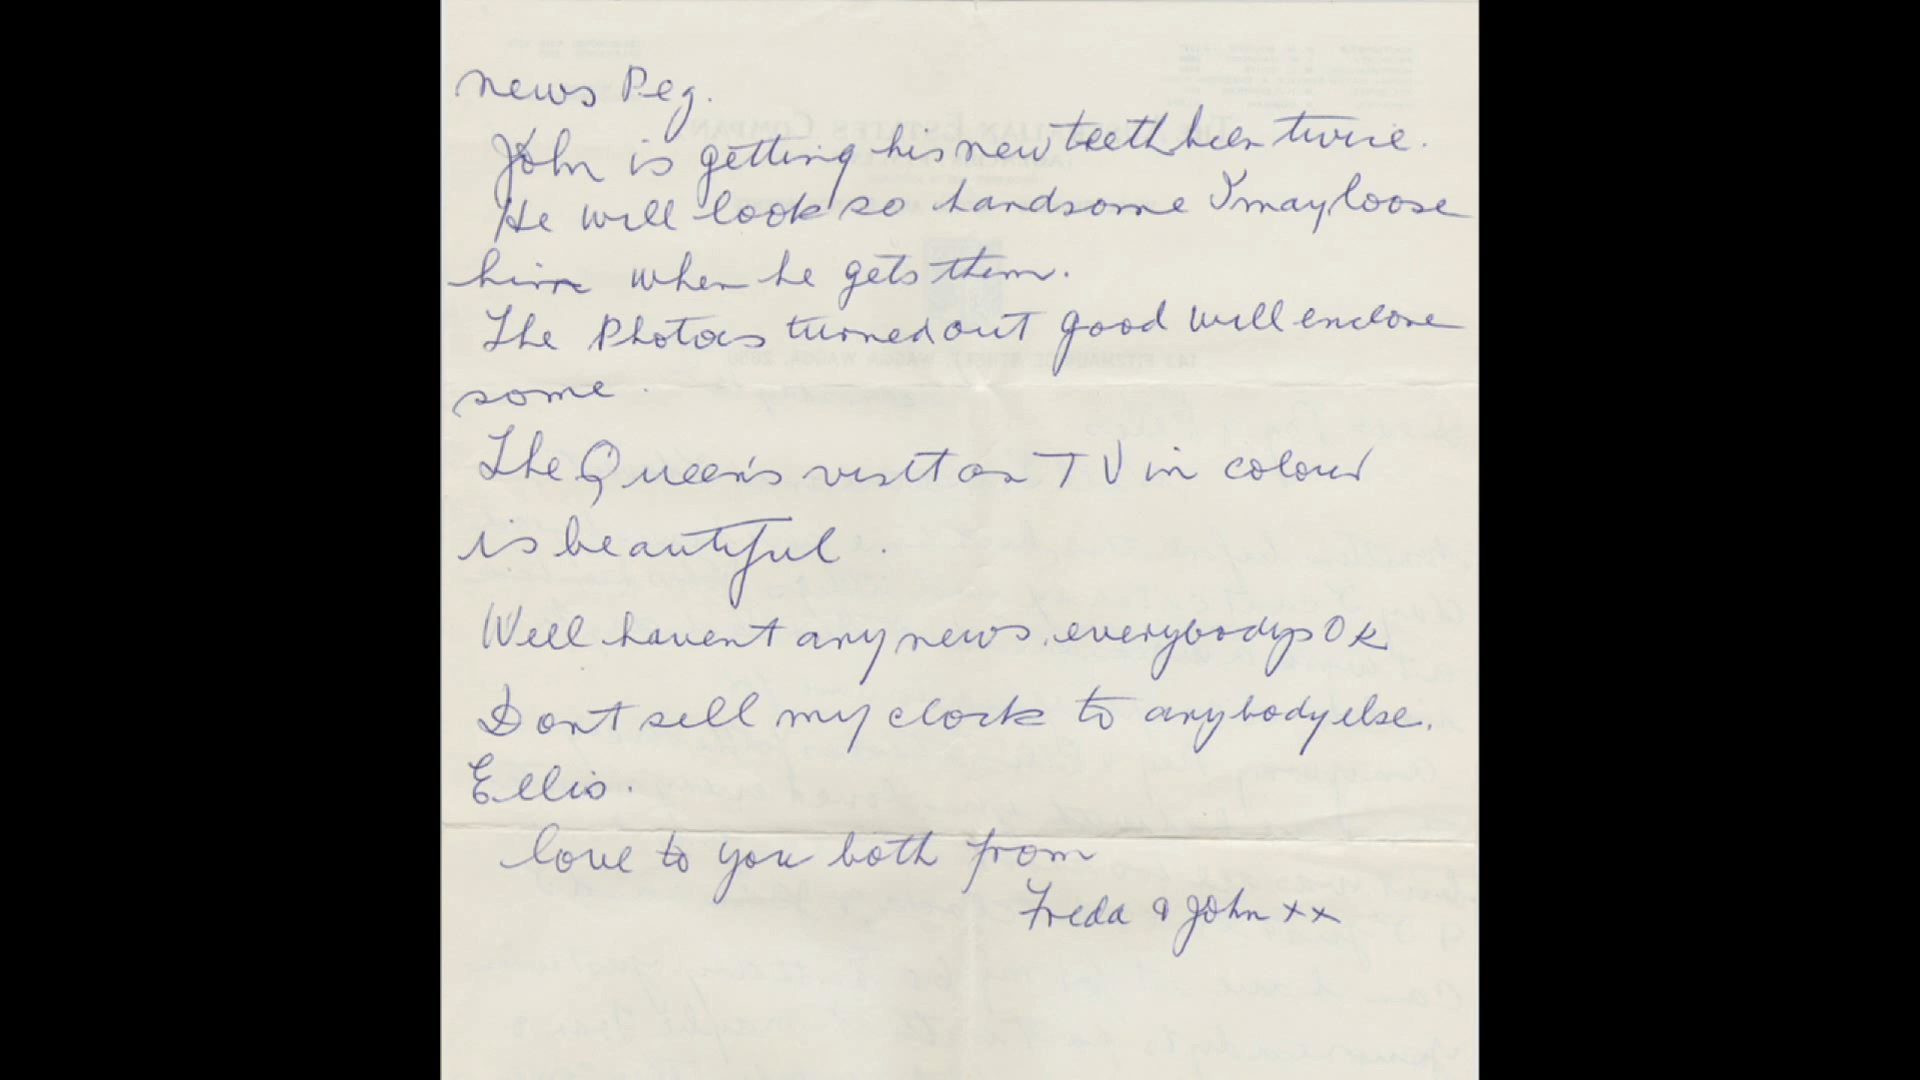 news Peg.
John is getting his new teeth been twice.
He will look so handsome I may loose
him when he gets them.
The Photos turned out good will enclose
some.
The Queen's visit on TV in colour
is beautiful.
Well havent any news. everybodys OK
Dont sell my clock to anybody else.
Ellis.
love to you both from
Freda & John xx